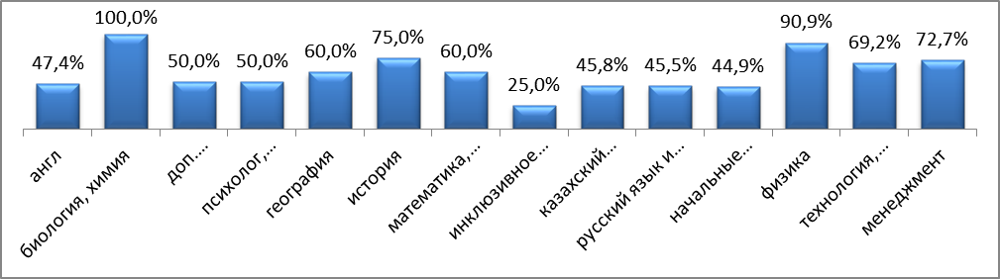 47,4%
100,0%
50,0%
50,0%
60,0%
75,0%
60,0%
25,0%
45,8%
45,5%
44,9%
90,9%
69,2%
72,7%
англ
биология, химия
доп….
психолог,…
география
история
математика,…
инклюзивное…
казахский…
русский язык и…
начальные…
физика
технология,…
менеджмент